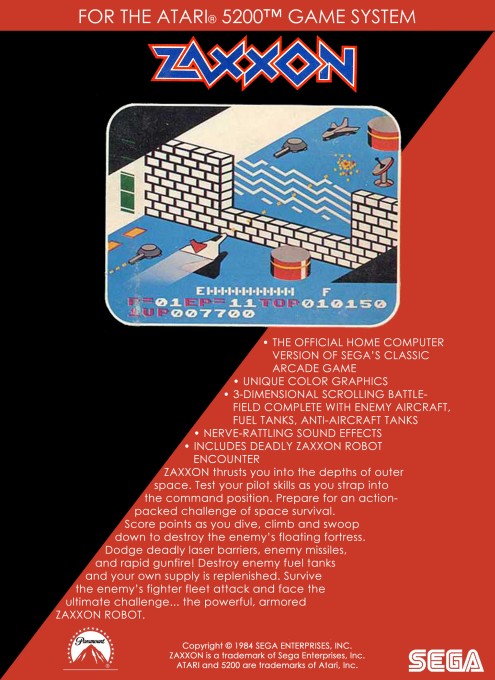 FOR THE ATARI® 5200™ GAME SYSTEM
ZAXXON
E F
P=01EP=11TOP010150
1UP007700
• THE OFFICIAL HOME COMPUTER
VERSION OF SEGA'S CLASSIC
ARCADE GAME
• UNIQUE COLOR GRAPHICS
• 3-DIMENSIONAL SCROLLING BATTLE-
FIELD COMPLETE WITH ENEMY AIRCRAFT,
FUEL TANKS, ANTI-AIRCRAFT TANKS
• NERVE-RATTLING SOUND EFFECTS
• INCLUDES DEADLY ZAXXON ROBOT
ENCOUNTER
ZAXXON thrusts you into the depths of outer
space. Test your pilot skills as you strap into
the command position. Prepare for an action-
packed challenge of space survival.
Score points as you dive, climb and swoop
down to destroy the enemy's floating fortress.
Dodge deadly laser barriers, enemy missiles,
and rapid gunfire! Destroy enemy fuel tanks
and your own supply is replenished. Survive
the enemy's fighter fleet attack and face the
ultimate challenge... the powerful, armored
ZAXXON ROBOT.
Paramount
Copyright © 1984 SEGA ENTERPRISES, INC.
ZAXXON is a trademark of Sega Enterprises, Inc.
ATARI and 5200 are trademarks of Atari, Inc.
SEGA